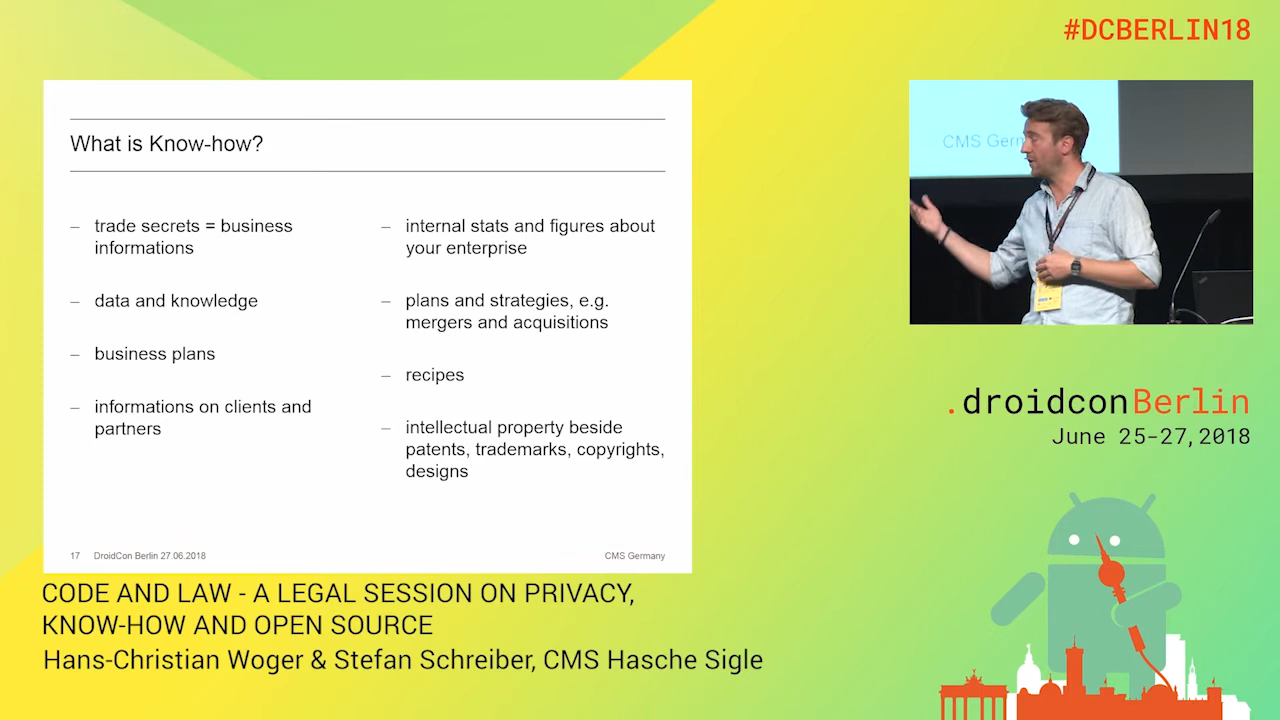 #DCBERLIN18
What is Know-how?
– trade secrets = business
informations
– data and knowledge
– business plans
– informations on clients and
partners
– internal stats and figures about
your enterprise
– plans and strategies, e.g.
mergers and acquisitions
– recipes
– intellectual property beside
patents, trademarks, copyrights,
designs
17 DroidCon Berlin 27.06.2018 CMS Germany
CMS Germ
.droidconBerlin
June 25-27, 2018
CODE AND LAW - A LEGAL SESSION ON PRIVACY,
KNOW-HOW AND OPEN SOURCE
Hans-Christian Woger & Stefan Schreiber, CMS Hasche Sigle